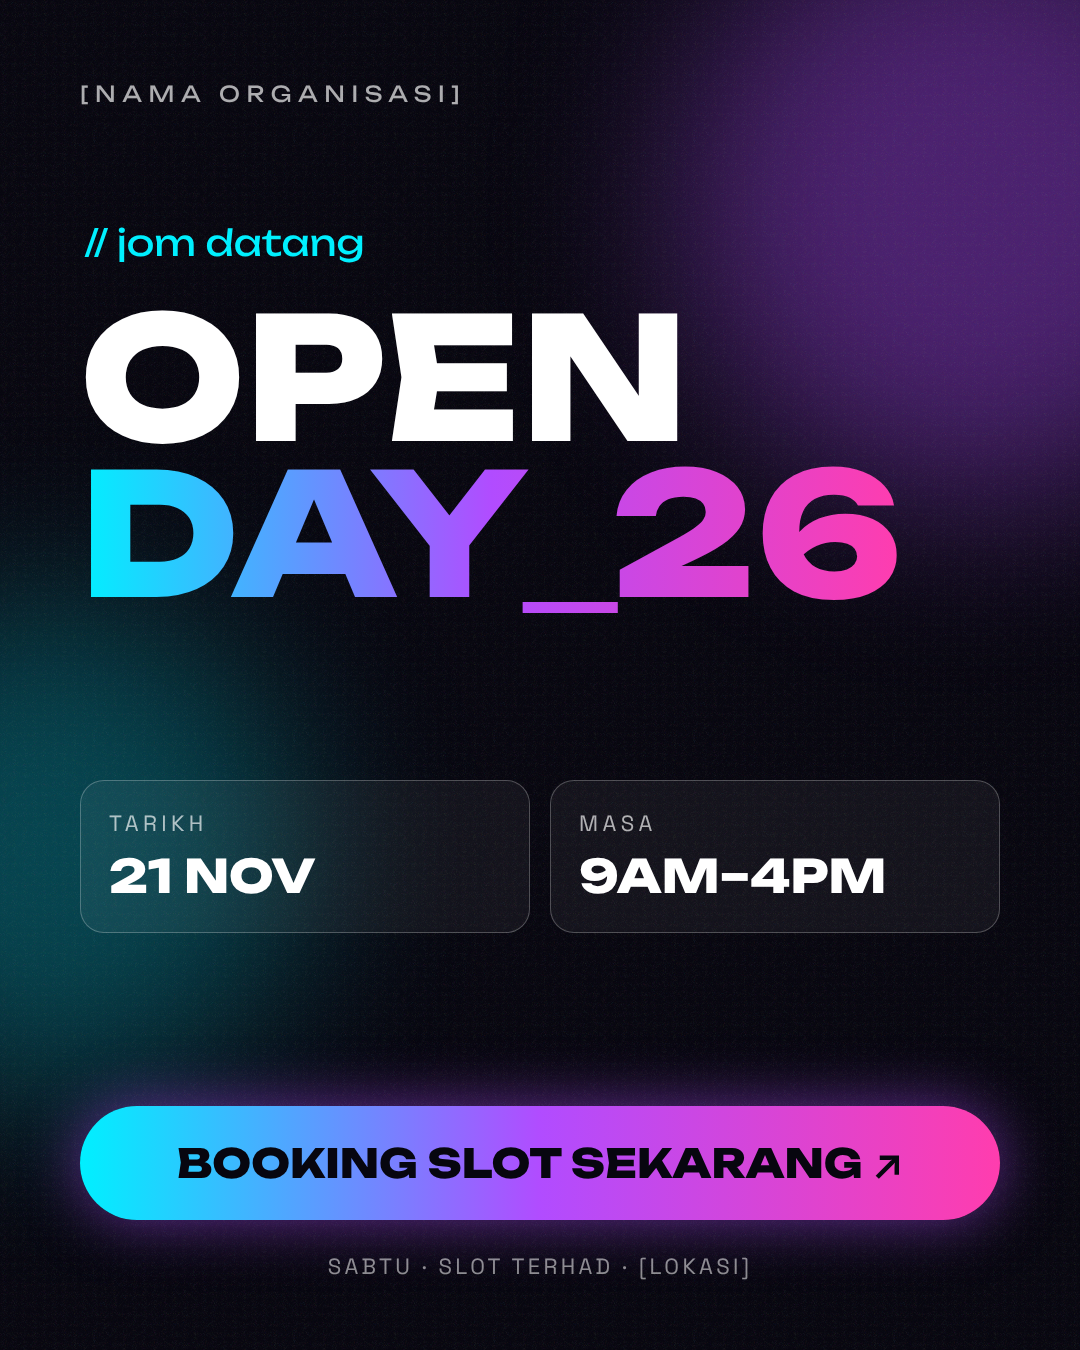 [NAMA ORGANISASI]
// jom datang
OPEN
DAY_26
TARIKH
21 NOV
MASA
9AM–4PM
BOOKING SLOT SEKARANG ↗
SABTU · SLOT TERHAD · [LOKASI]